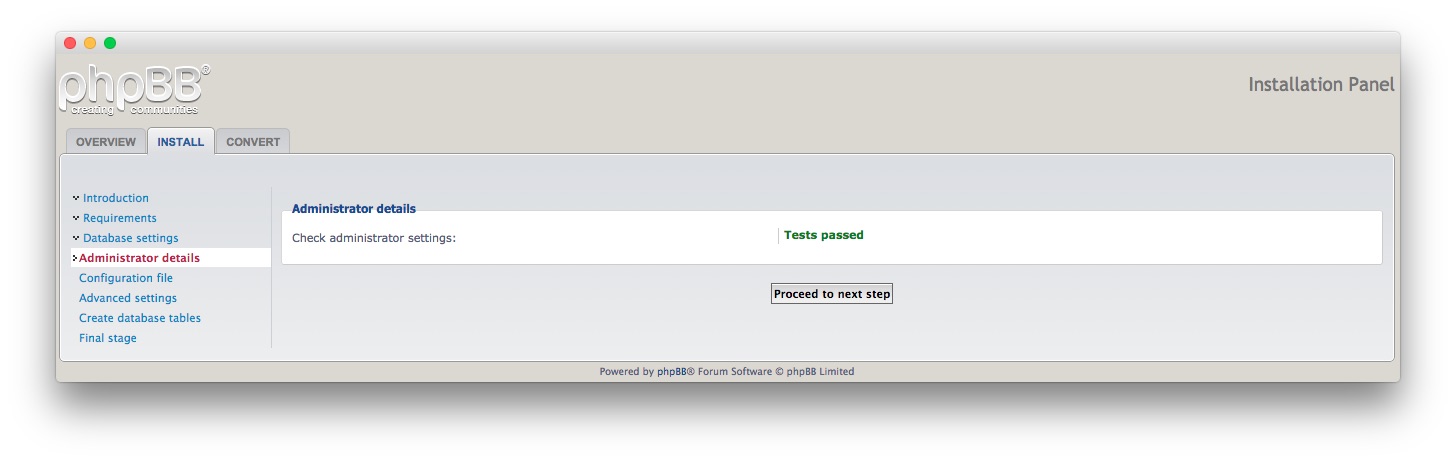 phpBB®
creating communities
Installation Panel
OVERVIEW INSTALL CONVERT
Introduction
Requirements
Database settings
Administrator details
Configuration file
Advanced settings
Create database tables
Final stage
Administrator details
Check administrator settings: Tests passed
Proceed to next step
Powered by phpBB® Forum Software © phpBB Limited